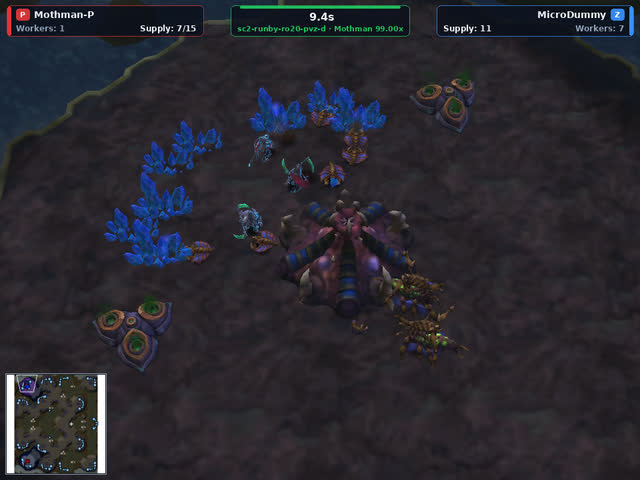 P Mothman-P
Workers: 1 Supply: 7/15
9.4s
sc2-runby-ro20-pvz-d · Mothman 99.00x
MicroDummy Z
Supply: 11 Workers: 7